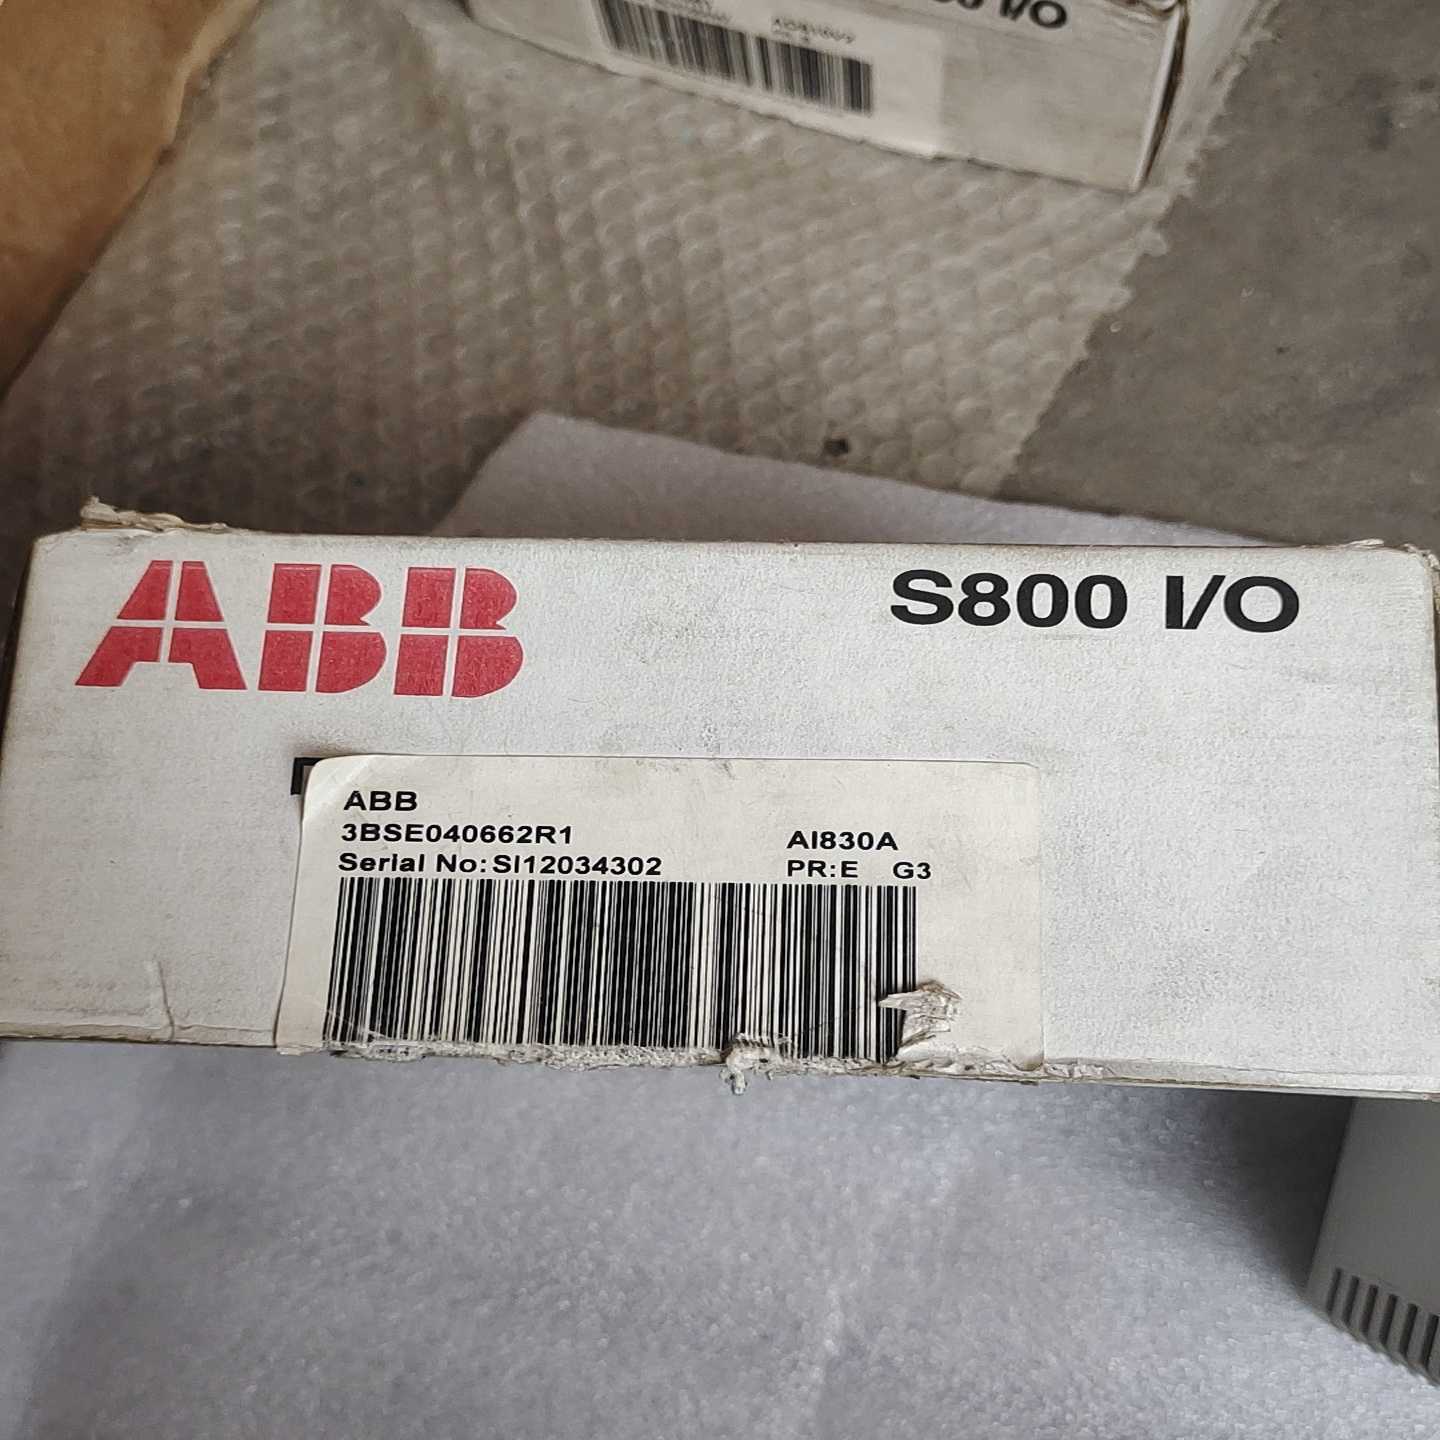 I/O
ABB
S800 I/O
ABB
3BSE040662R1
AI830A
Serial No: SI12034302
PR:E G3